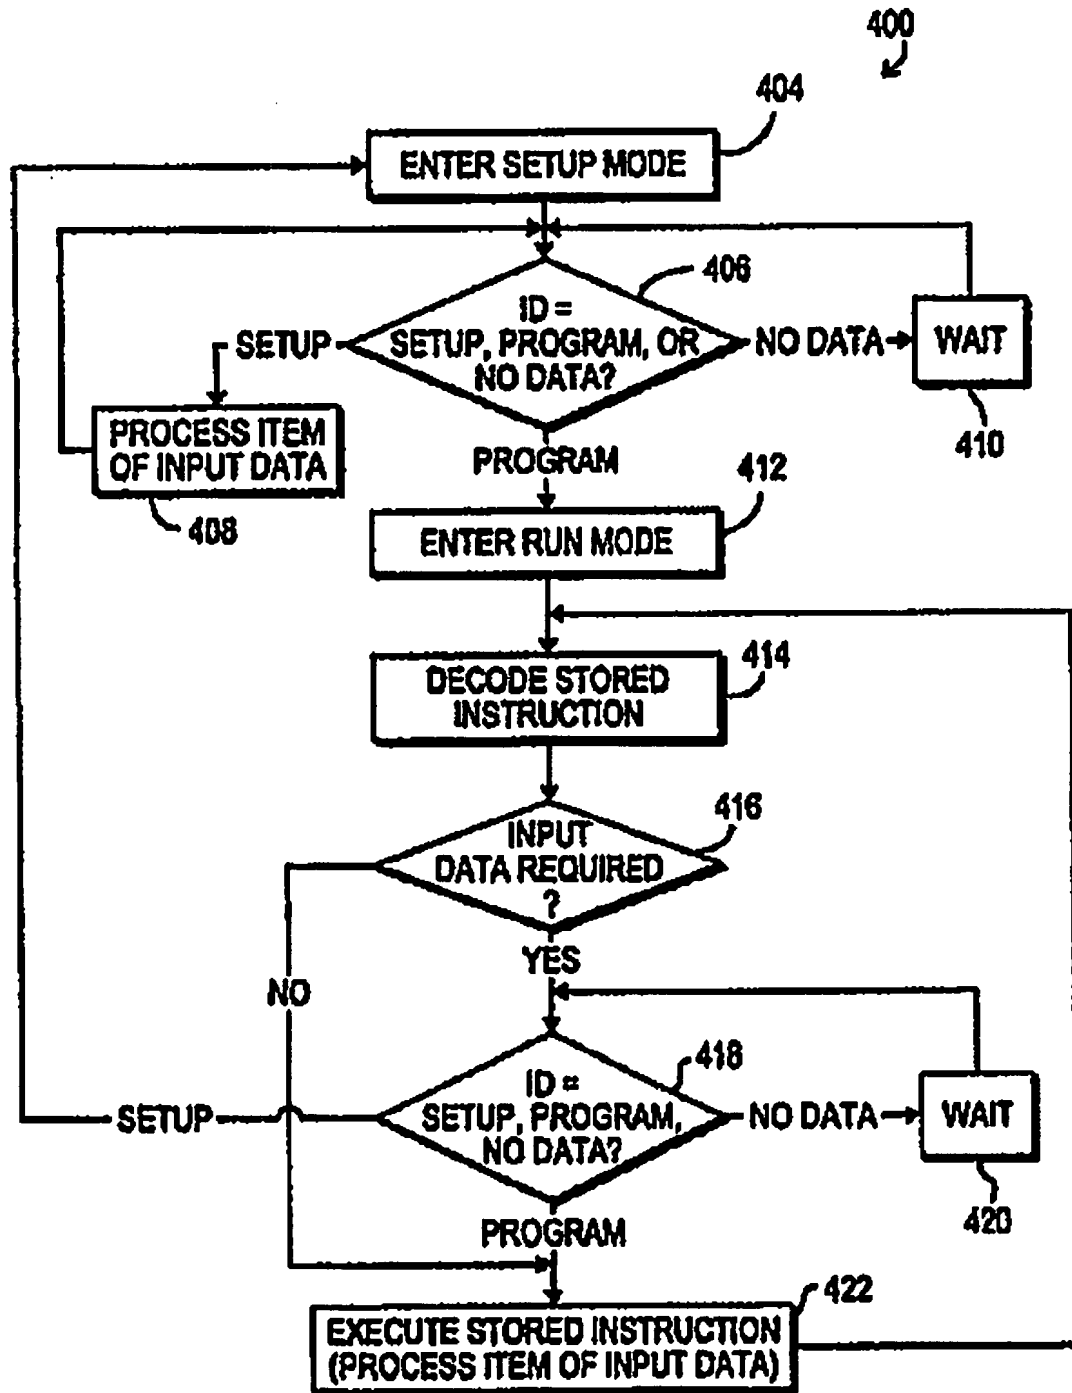 400
404
ENTER SETUP MODE
406
ID =
SETUP, PROGRAM, OR
NO DATA?
SETUP
NO DATA
WAIT
410
PROCESS ITEM
OF INPUT DATA
408
PROGRAM
412
ENTER RUN MODE
414
DECODE STORED
INSTRUCTION
416
INPUT
DATA REQUIRED
?
YES
NO
418
ID =
SETUP, PROGRAM,
NO DATA?
SETUP
NO DATA
WAIT
420
PROGRAM
422
EXECUTE STORED INSTRUCTION
(PROCESS ITEM OF INPUT DATA)